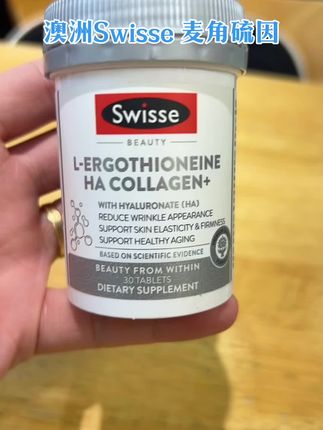 澳洲Swisse 麦角硫因
Swisse
BEAUTY
L-ERGOTHIONEINE
HA COLLAGEN+
WITH HYALURONATE (HA)
REDUCE WRINKLE APPEARANCE
SUPPORT SKIN ELASTICITY & FIRMNESS
SUPPORT HEALTHY AGING
BASED ON SCIENTIFIC EVIDENCE
BEAUTY FROM WITHIN
30 TABLETS
DIETARY SUPPLEMENT